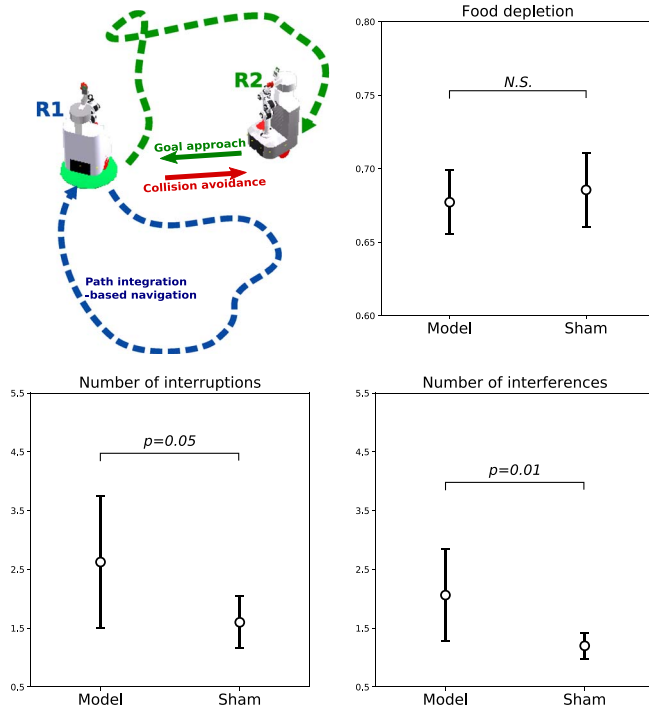 R1
R2
Goal approach
Collision avoidance
Path integration
-based navigation
Food depletion
0.80
0.75
0.70
0.65
0.60
N.S.
Model
Sham
Number of interruptions
5.5
4.5
3.5
2.5
1.5
0.5
p=0.05
Model
Sham
Number of interferences
5.5
4.5
3.5
2.5
1.5
0.5
p=0.01
Model
Sham